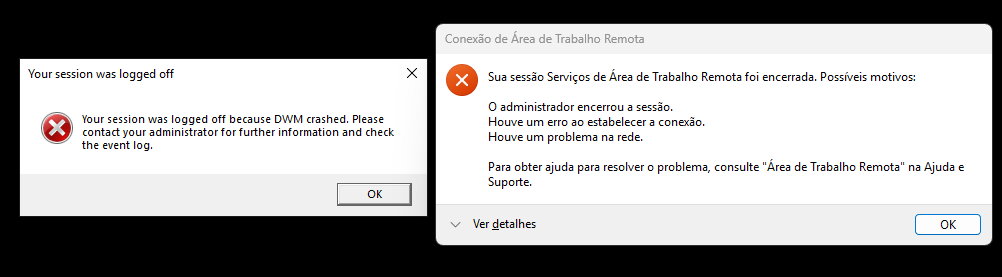 Your session was logged off
Your session was logged off because DWM crashed. Please
contact your administrator for further information and check
the event log.
OK
Conexão de Área de Trabalho Remota
Sua sessão Serviços de Área de Trabalho Remota foi encerrada. Possíveis motivos:
O administrador encerrou a sessão.
Houve um erro ao estabelecer a conexão.
Houve um problema na rede.
Para obter ajuda para resolver o problema, consulte "Área de Trabalho Remota" na Ajuda e
Suporte.
Ver detalhes
OK